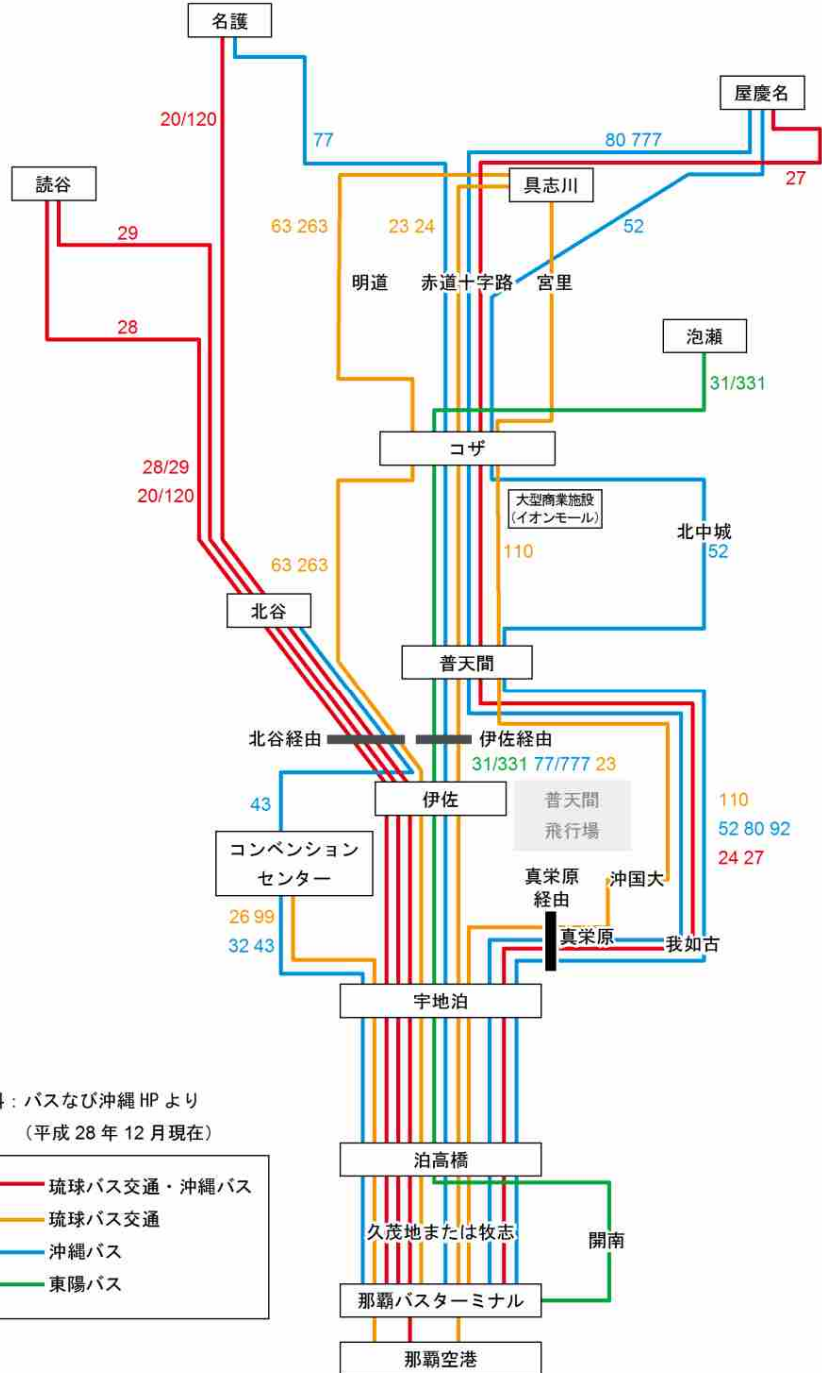 名護
屋慶名
20/120
77
80 777
読谷
具志川
27
29
63 263
23 24
52
明道
赤道十字路
宮里
28
泡瀬
31/331
コザ
28/29
20/120
大型商業施設
(イオンモール)
北中城
52
110
63 263
北谷
普天間
北谷経由
伊佐経由
31/331 77/777 23
43
伊佐
普天間
飛行場
110
52 80 92
24 27
コンベンション
センター
真栄原
経由
沖国大
26 99
32 43
真栄原
我如古
宇地泊
：バスなび沖縄 HP より
（平成 28 年 12 月現在）
泊高橋
琉球バス交通・沖縄バス
琉球バス交通
沖縄バス
東陽バス
久茂地または牧志
開南
那覇バスターミナル
那覇空港